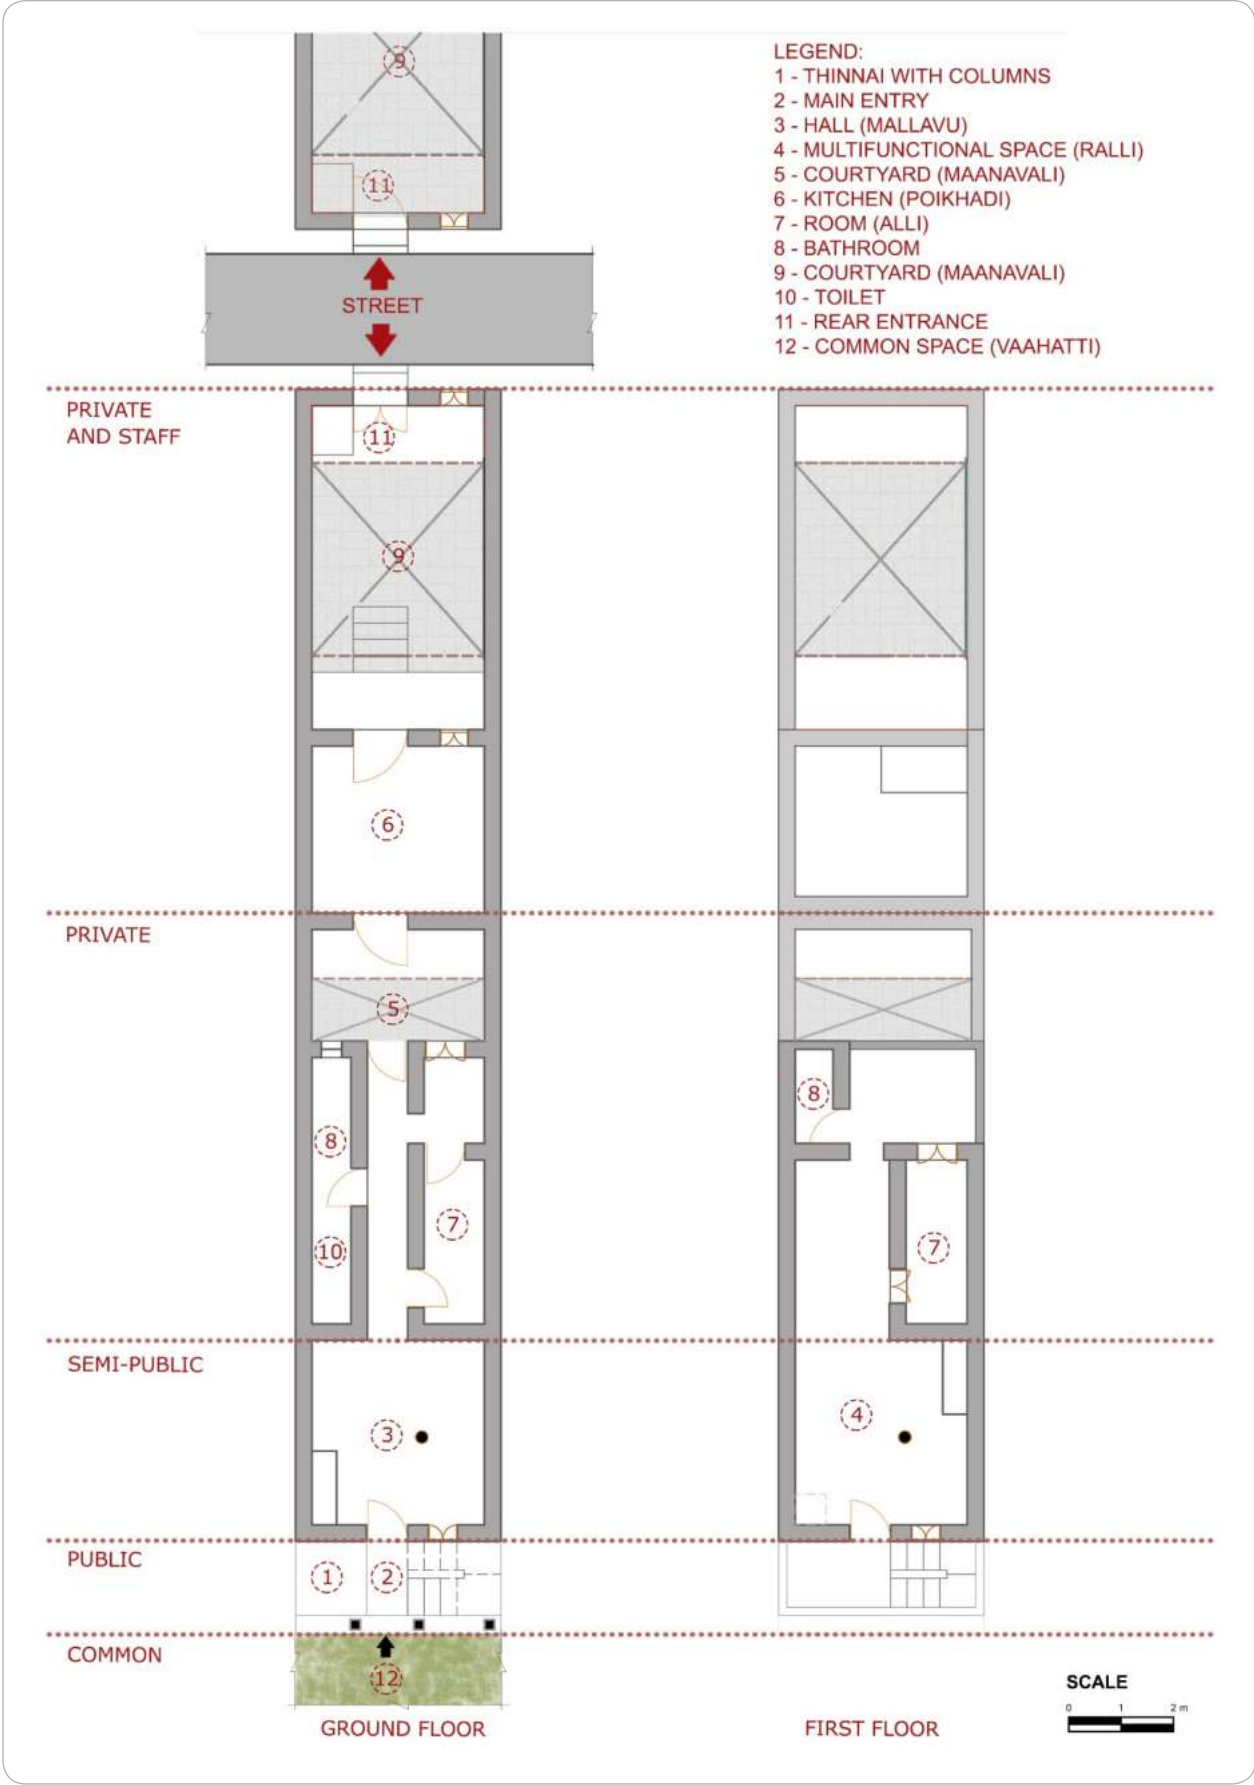 9
LEGEND:
1 - THINNAI WITH COLUMNS
2 - MAIN ENTRY
3 - HALL (MALLAVU)
4 - MULTIFUNCTIONAL SPACE (RALLI)
5 - COURTYARD (MAANAVALI)
6 - KITCHEN (POIKHADI)
7 - ROOM (ALLI)
8 - BATHROOM
9 - COURTYARD (MAANAVALI)
10 - TOILET
11 - REAR ENTRANCE
12 - COMMON SPACE (VAAHATTI)
11
STREET
PRIVATE
AND STAFF
11
9
6
PRIVATE
5
8
8
7
10
7
SEMI-PUBLIC
3
4
PUBLIC
1
2
COMMON
12
GROUND FLOOR
FIRST FLOOR
SCALE
0 1 2 m